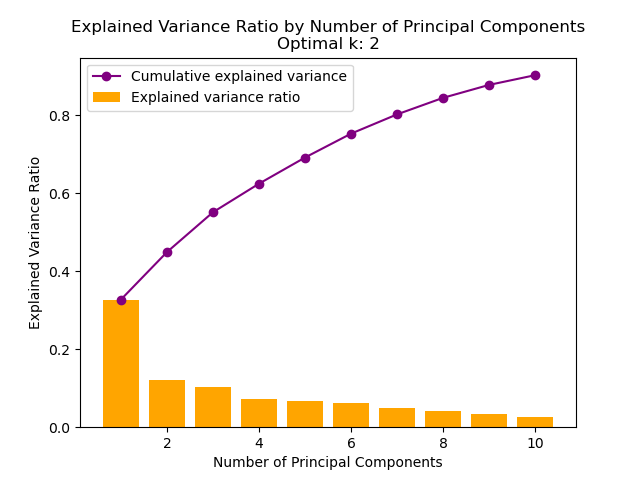 Explained Variance Ratio by Number of Principal Components
Optimal k: 2
Cumulative explained variance
Explained variance ratio
Explained Variance Ratio
0.8
0.6
0.4
0.2
0.0
2 4 6 8 10
Number of Principal Components